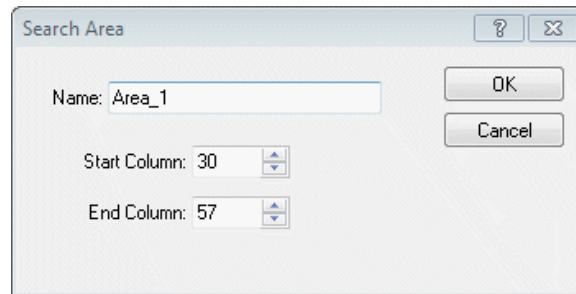 Search Area
Name: Area_1
OK
Cancel
Start Column: 30
End Column: 57